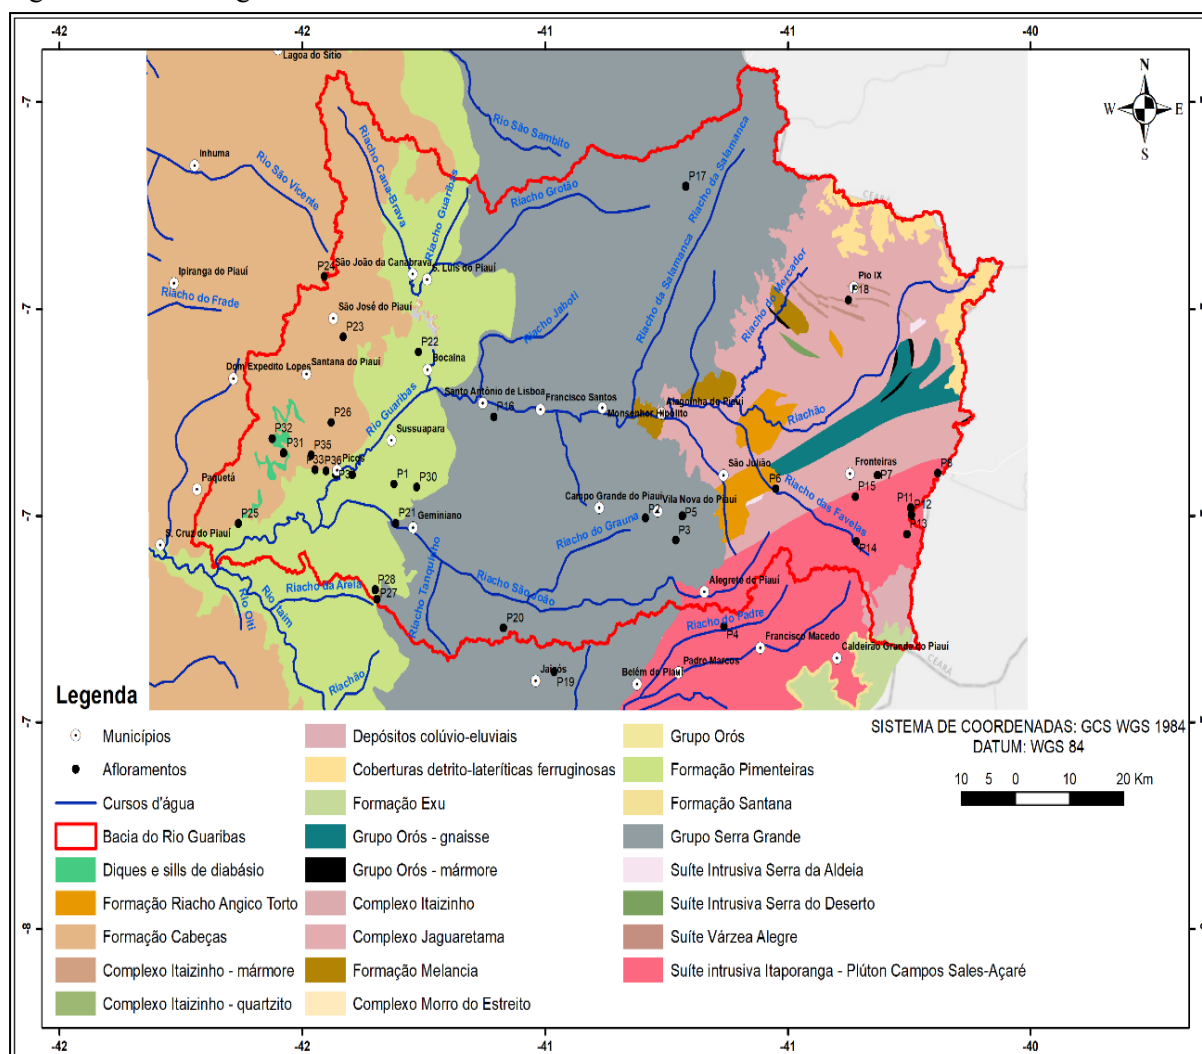 -42 -42 -41 -41 -40
-7
N
W E
S
Lagoa do Sítio
Rio São Sambito
Inhuma
Rio São Vicente
Riacho Cana-Brava
Riacho Guaribas
Riacho Grotão
Riacho da Salamanca
P17
CEARÁ
Ipiranga do Piauí
Riacho do Frade
P24
São João da Canabrava
S. Luis do Piauí
Riacho da Salamanca
Riacho do Mercador
Pio IX
P18
-7
São José do Piauí
P23
Riacho Jaboti
P22
Bocaina
Dom Expedito Lopes
Santana do Piauí
Santo Antônio de Lisboa
Francisco Santos
P16
Monsenhor Hipólito
Alagoinha do Piauí
Riachão
Rio Guaribas
P26
Sussuapara
P32
P31
P35
P33
P36
Picos
Paquetá
P1
P30
São Julião
Fronteiras
P7
P8
P6
P15
Riacho das Favelas
P11
P12
P13
P14
-7
P25
P21
Geminiano
Campo Grande do Piauí
Vila Nova do Piauí
P2
P5
P3
Riacho do Grauna
S. Cruz do Piauí
Rio Oiti
Rio Itaim
Riacho da Areia
P28
P27
Riacho Tanquinho
Riacho São João
Alegrete do Piauí
Riacho do Padre
P4
P20
Francisco Macedo
Caldeirão Grande do Piauí
CEARÁ
Riachão
Jaicós
P19
Belém do Piauí
Padre Marcos
-7
Legenda
Municípios
Afloramentos
Cursos d'água
Bacia do Rio Guaribas
Diques e sills de diabásio
Formação Riacho Angico Torto
Formação Cabeças
Complexo Itaizinho - mármore
Complexo Itaizinho - quartzito
Depósitos colúvio-eluviais
Coberturas detrito-lateríticas ferruginosas
Formação Exu
Grupo Orós - gnaisse
Grupo Orós - mármore
Complexo Itaizinho
Complexo Jaguaretama
Formação Melancia
Complexo Morro do Estreito
Grupo Orós
Formação Pimenteiras
Formação Santana
Grupo Serra Grande
Suíte Intrusiva Serra da Aldeia
Suíte Intrusiva Serra do Deserto
Suíte Várzea Alegre
Suíte intrusiva Itaporanga - Plúton Campos Sales-Açaré
SISTEMA DE COORDENADAS: GCS WGS 1984
DATUM: WGS 84
10 5 0 10 20 Km
-8
-42 -42 -41 -41 -40